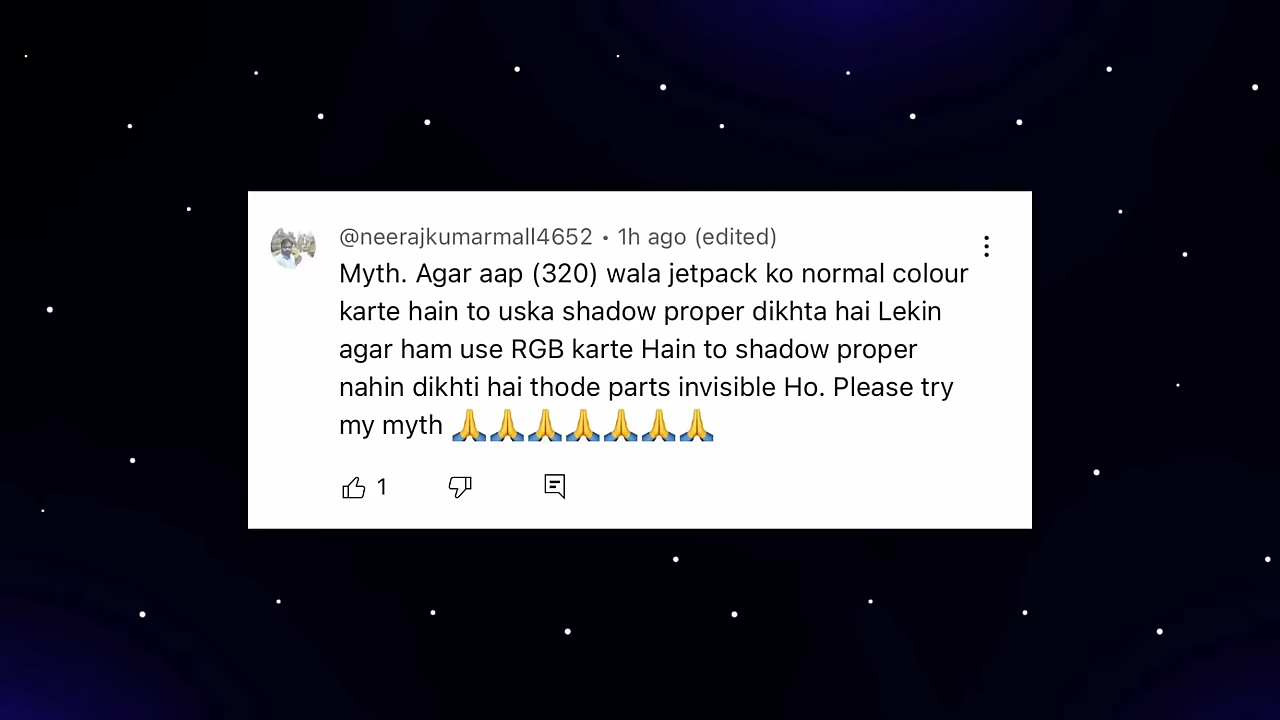 @neerajkumarmall4652 • 1h ago (edited)
Myth. Agar aap (320) wala jetpack ko normal colour
karte hain to uska shadow proper dikhta hai Lekin
agar ham use RGB karte Hain to shadow proper
nahin dikhti hai thode parts invisible Ho. Please try
my myth 🙏🙏🙏🙏🙏🙏🙏
1